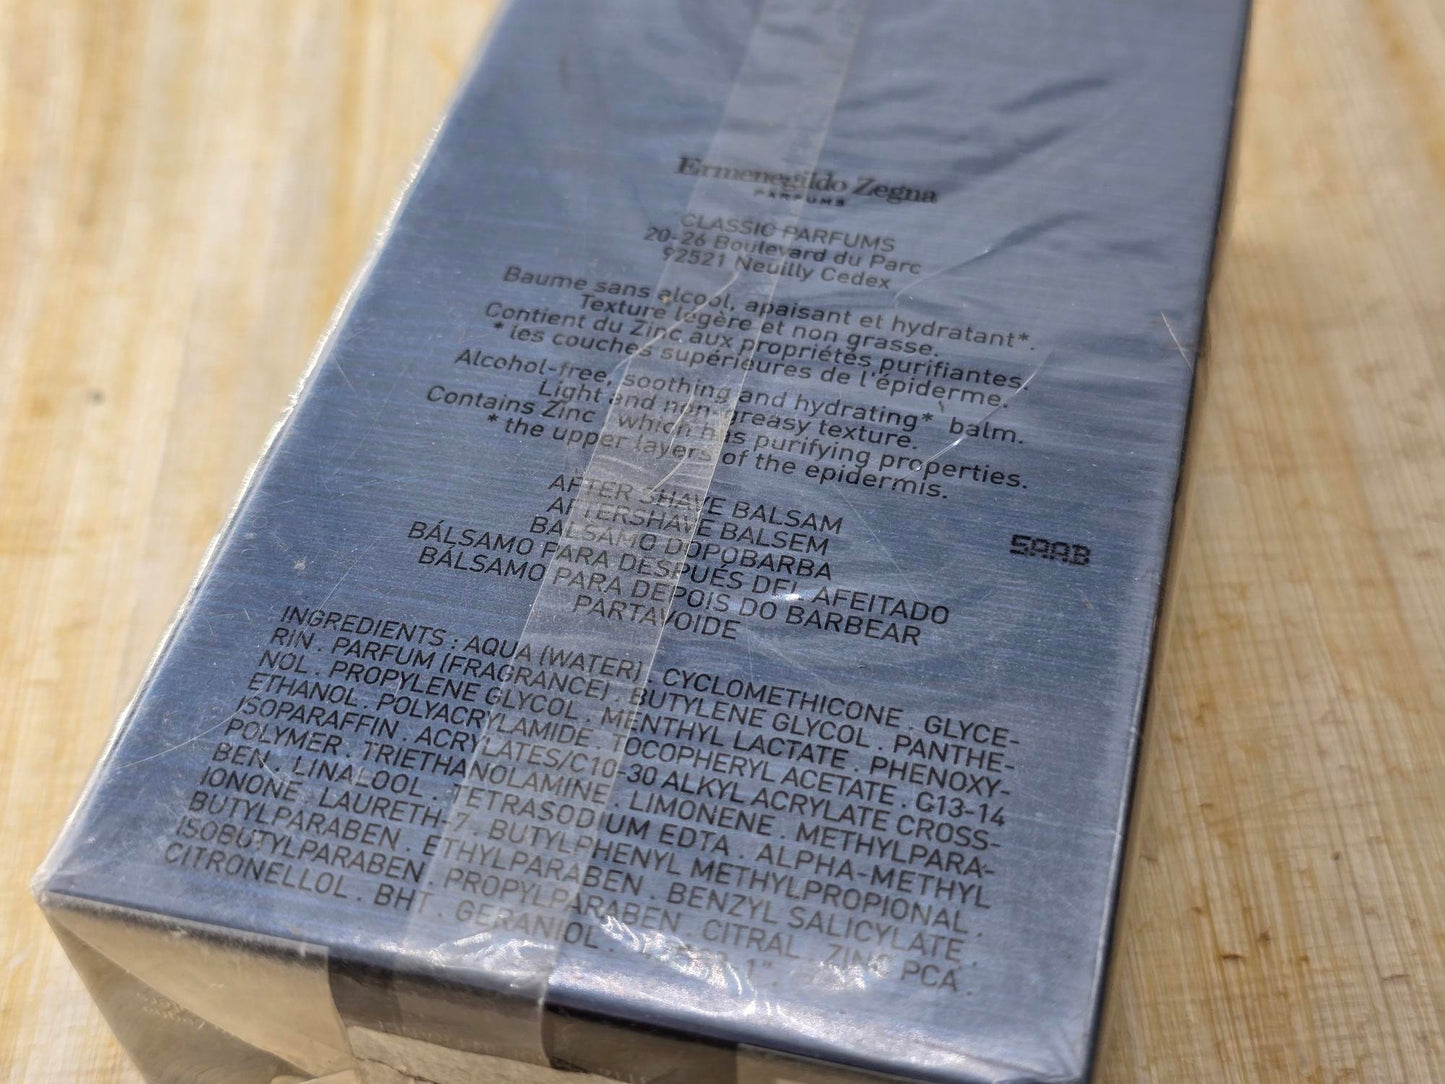 Ermenegildo Zegna
PARFUMS
CLASSIC PARFUMS
20-26 Boulevard du Parc
92521 Neuilly Cedex
Baume sans alcool, apaisant et hydratant*.
Texture légère et non grasse.
Contient du Zinc aux propriétés purifiantes.
* les couches supérieures de l'épiderme.
Alcohol-free, soothing and hydrating* balm.
Light and non-greasy texture.
Contains Zinc which has purifying properties.
* the upper layers of the epidermis.
AFTER SHAVE BALSAM
AFTERSHAVE BALSEM
BALSAMO DOPOBARBA
BÁLSAMO PARA DESPUÉS DEL AFEITADO
BÁLSAMO PARA DEPOIS DO BARBEAR
PARTAVOIDE
5AAB
INGREDIENTS : AQUA (WATER) . CYCLOMETHICONE . GLYCE-
RIN . PARFUM (FRAGRANCE) . BUTYLENE GLYCOL . PANTHE-
NOL . PROPYLENE GLYCOL . MENTHYL LACTATE . PHENOXY-
ETHANOL . POLYACRYLAMIDE . TOCOPHERYL ACETATE . C13-14
ISOPARAFFIN . ACRYLATES/C10-30 ALKYL ACRYLATE CROSS-
POLYMER . TRIETHANOLAMINE . LIMONENE . METHYLPARA-
BEN . LINALOOL . TETRASODIUM EDTA . ALPHA-METHYL
IONONE . LAURETH-7 . BUTYLPHENYL METHYLPROPIONAL .
BUTYLPARABEN . ETHYLPARABEN . BENZYL SALICYLATE .
ISOBUTYLPARABEN . PROPYLPARABEN . CITRAL . ZINC PCA .
CITRONELLOL . BHT . GERANIOL .